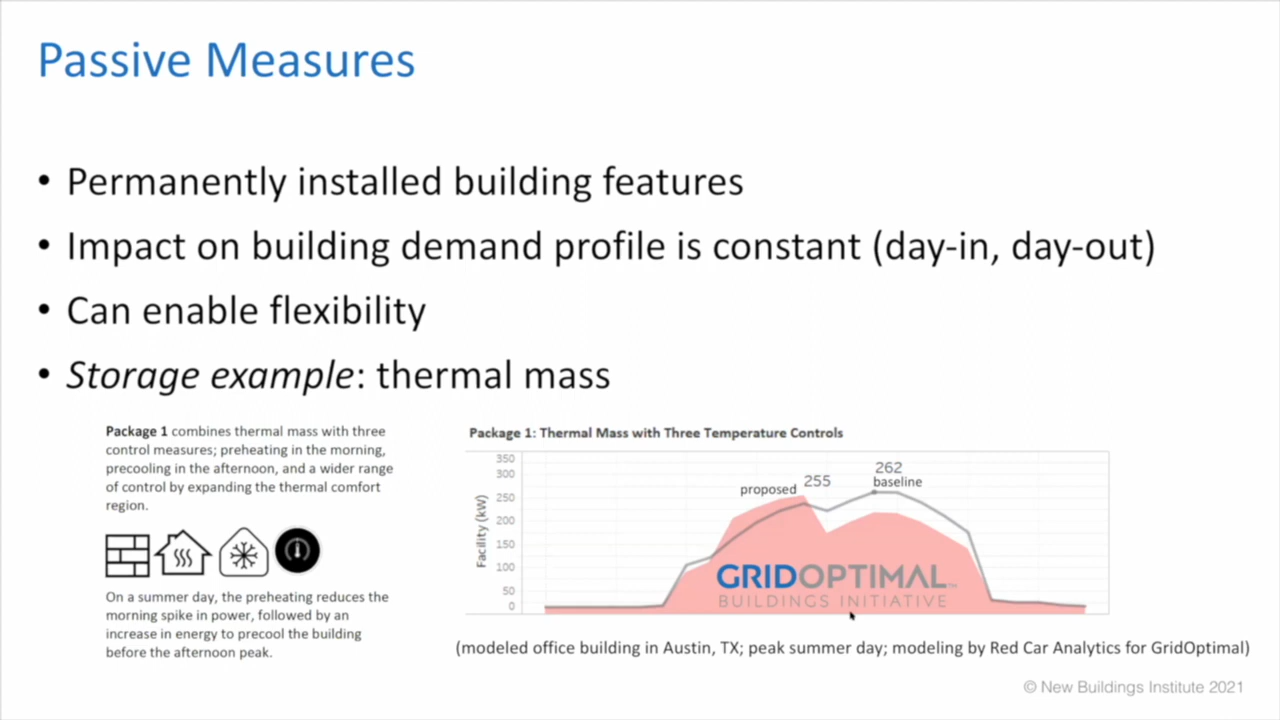 Passive Measures
• Permanently installed building features
• Impact on building demand profile is constant (day-in, day-out)
• Can enable flexibility
• Storage example: thermal mass
Package 1 combines thermal mass with three
control measures; preheating in the morning,
precooling in the afternoon, and a wider range
of control by expanding the thermal comfort
region.
On a summer day, the preheating reduces the
morning spike in power, followed by an
increase in energy to precool the building
before the afternoon peak.
Package 1: Thermal Mass with Three Temperature Controls
Facility (kW)
350
300
250
200
150
100
50
0
proposed
255
262
baseline
GRIDOPTIMAL™
BUILDINGS INITIATIVE
(modeled office building in Austin, TX; peak summer day; modeling by Red Car Analytics for GridOptimal)
© New Buildings Institute 2021